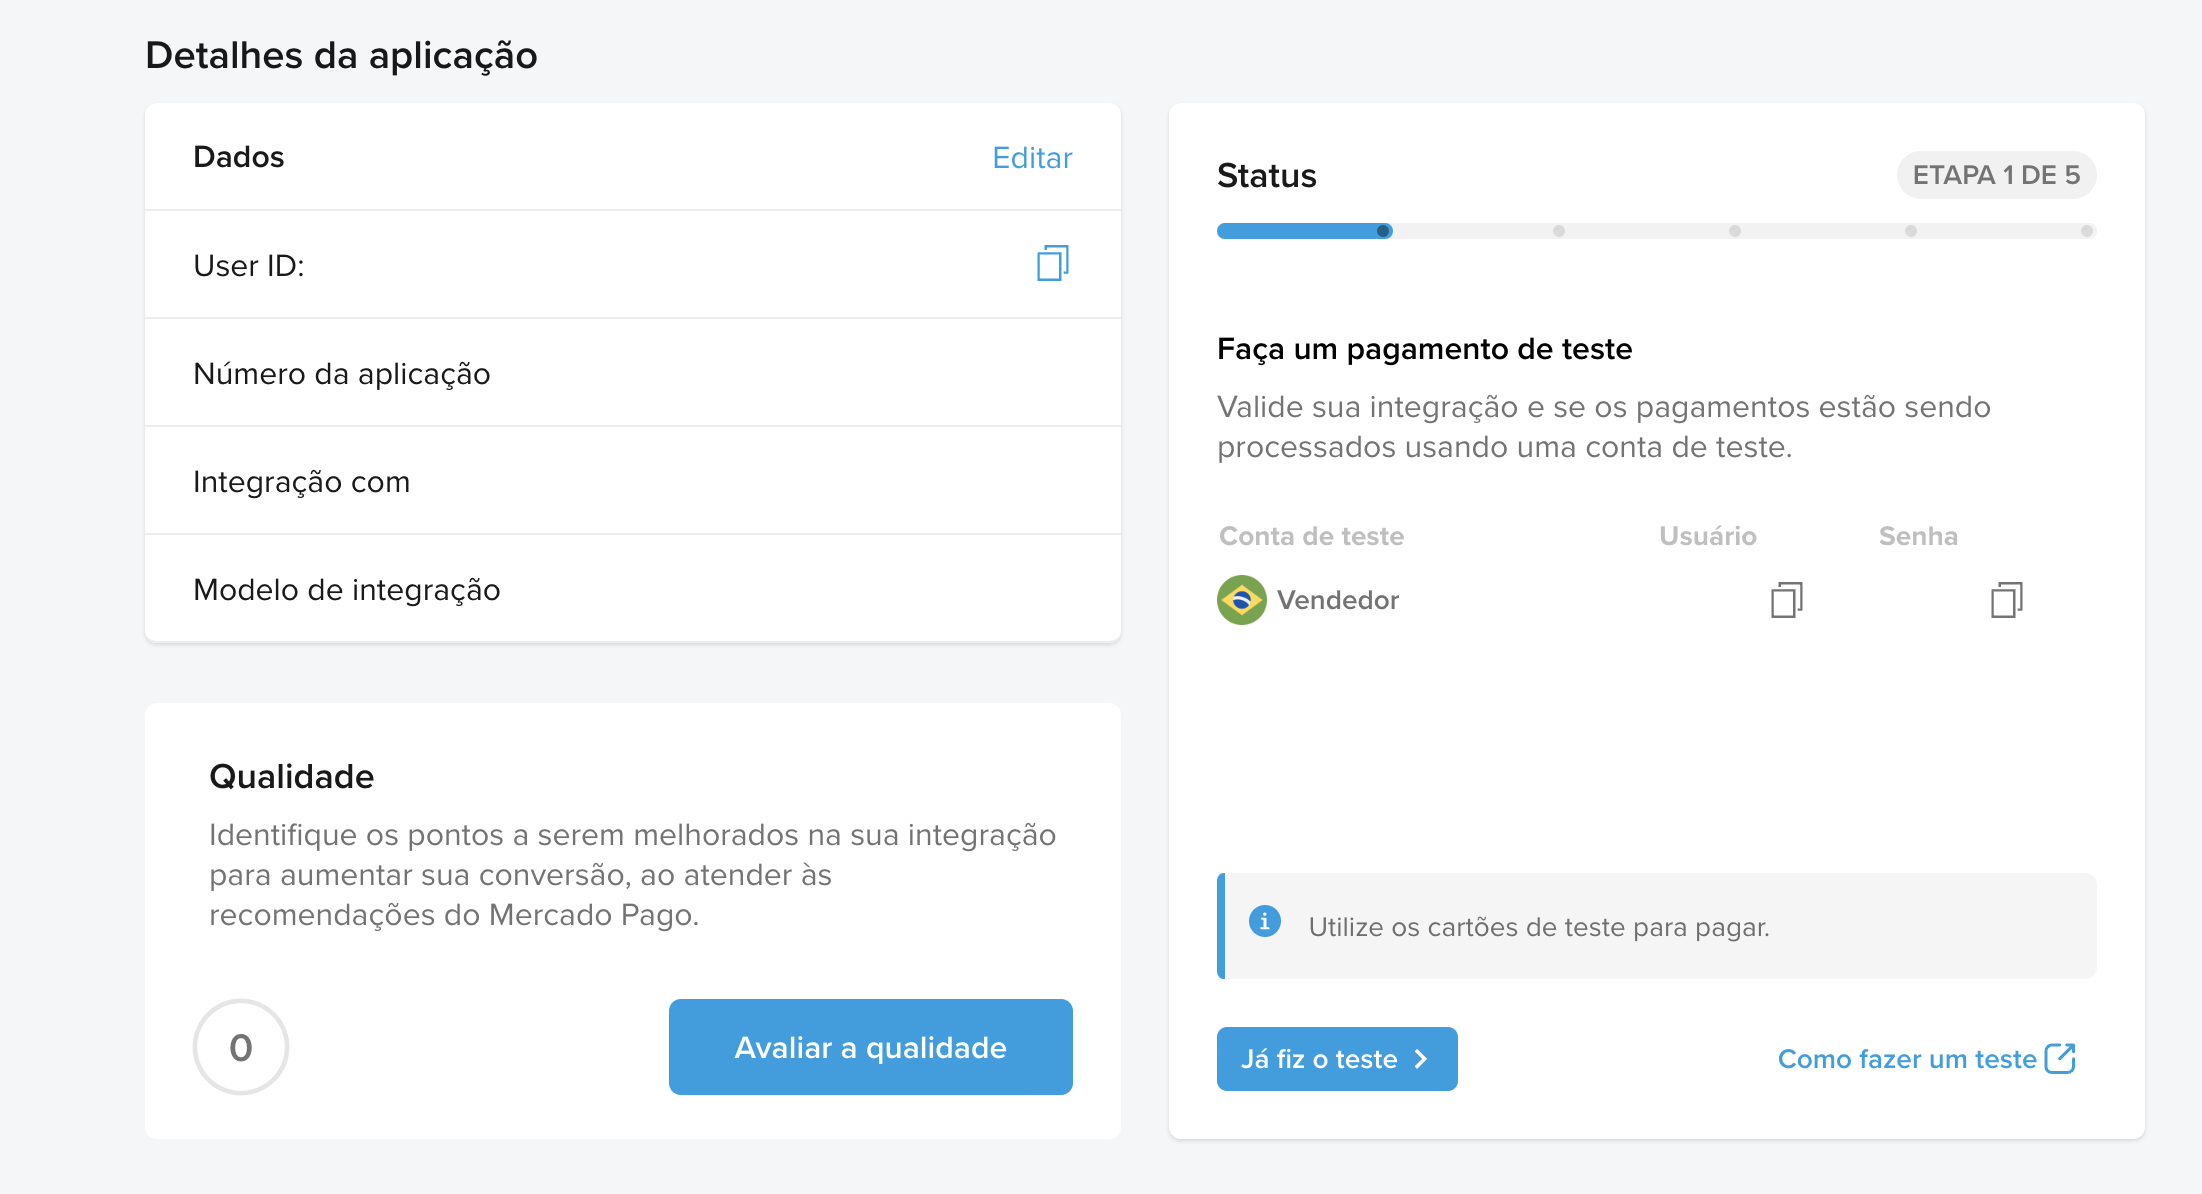 Detalhes da aplicação
Dados
Editar
User ID:
Número da aplicação
Integração com
Modelo de integração
Qualidade
Identifique os pontos a serem melhorados na sua integração
para aumentar sua conversão, ao atender às
recomendações do Mercado Pago.
0
Avaliar a qualidade
Status
ETAPA 1 DE 5
Faça um pagamento de teste
Valide sua integração e se os pagamentos estão sendo
processados usando uma conta de teste.
Conta de teste Usuário Senha
Vendedor
Utilize os cartões de teste para pagar.
Já fiz o teste
Como fazer um teste